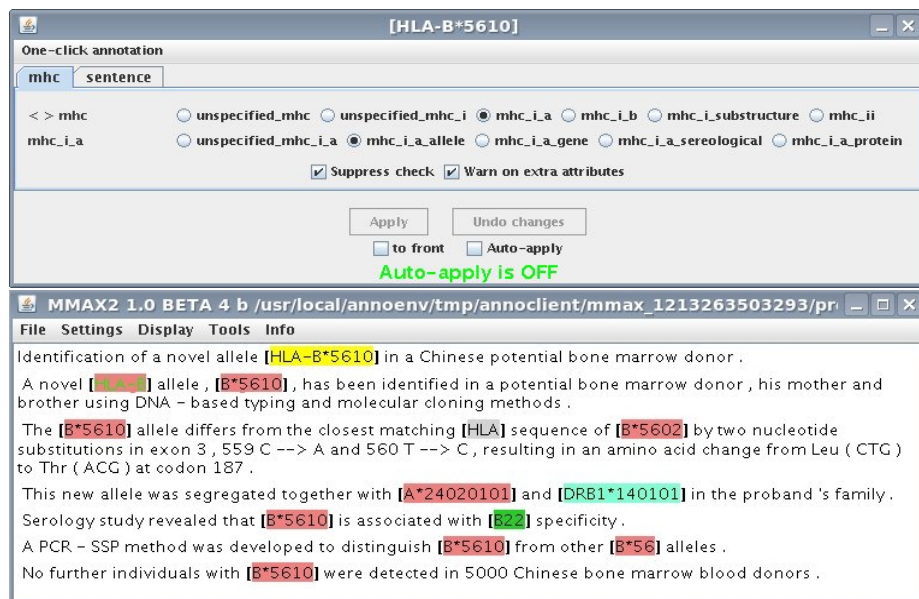 [HLA-B*5610]
One-click annotation
mhc sentence
< > mhc unspecified_mhc unspecified_mhc_i mhc_i_a mhc_i_b mhc_i_substructure mhc_ii
mhc_i_a unspecified_mhc_i_a mhc_i_a_allele mhc_i_a_gene mhc_i_a_sereological mhc_i_a_protein
Suppress check Warn on extra attributes
Apply Undo changes
to front Auto-apply
Auto-apply is OFF
MMAX2 1.0 BETA 4 b /usr/local/annoenv/tmp/annoclient/mmax_1213263503293/pr
File Settings Display Tools Info
Identification of a novel allele [HLA-B*5610] in a Chinese potential bone marrow donor .
A novel [HLA-B] allele , [B*5610] , has been identified in a potential bone marrow donor , his mother and
brother using DNA - based typing and molecular cloning methods .
The [B*5610] allele differs from the closest matching [HLA] sequence of [B*5602] by two nucleotide
substitutions in exon 3 , 559 C --> A and 560 T --> C , resulting in an amino acid change from Leu ( CTG )
to Thr ( ACG ) at codon 187 .
This new allele was segregated together with [A*24020101] and [DRB1*140101] in the proband 's family .
Serology study revealed that [B*5610] is associated with [B22] specificity .
A PCR - SSP method was developed to distinguish [B*5610] from other [B*56] alleles .
No further individuals with [B*5610] were detected in 5000 Chinese bone marrow blood donors .